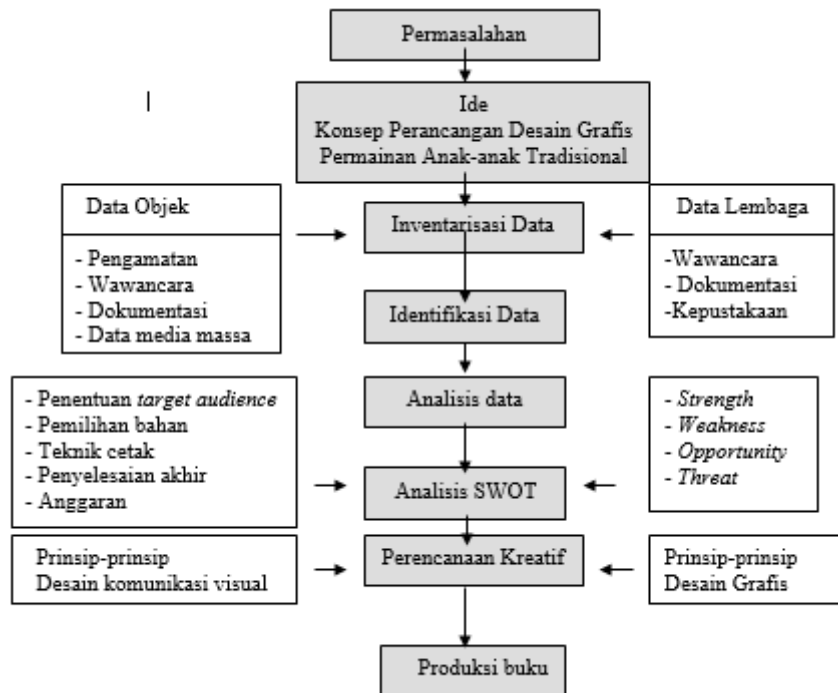 Permasalahan
Ide
Konsep Perancangan Desain Grafis
Permainan Anak-anak Tradisional
Data Objek
- Pengamatan
- Wawancara
- Dokumentasi
- Data media massa
Inventarisasi Data
Data Lembaga
-Wawancara
- Dokumentasi
-Kepustakaan
Identifikasi Data
Analisis data
- Penentuan target audience
- Pemilihan bahan
- Teknik cetak
- Penyelesaian akhir
- Anggaran
Analisis SWOT
- Strength
- Weakness
- Opportunity
- Threat
Prinsip-prinsip
Desain komunikasi visual
Perencanaan Kreatif
Prinsip-prinsip
Desain Grafis
Produksi buku